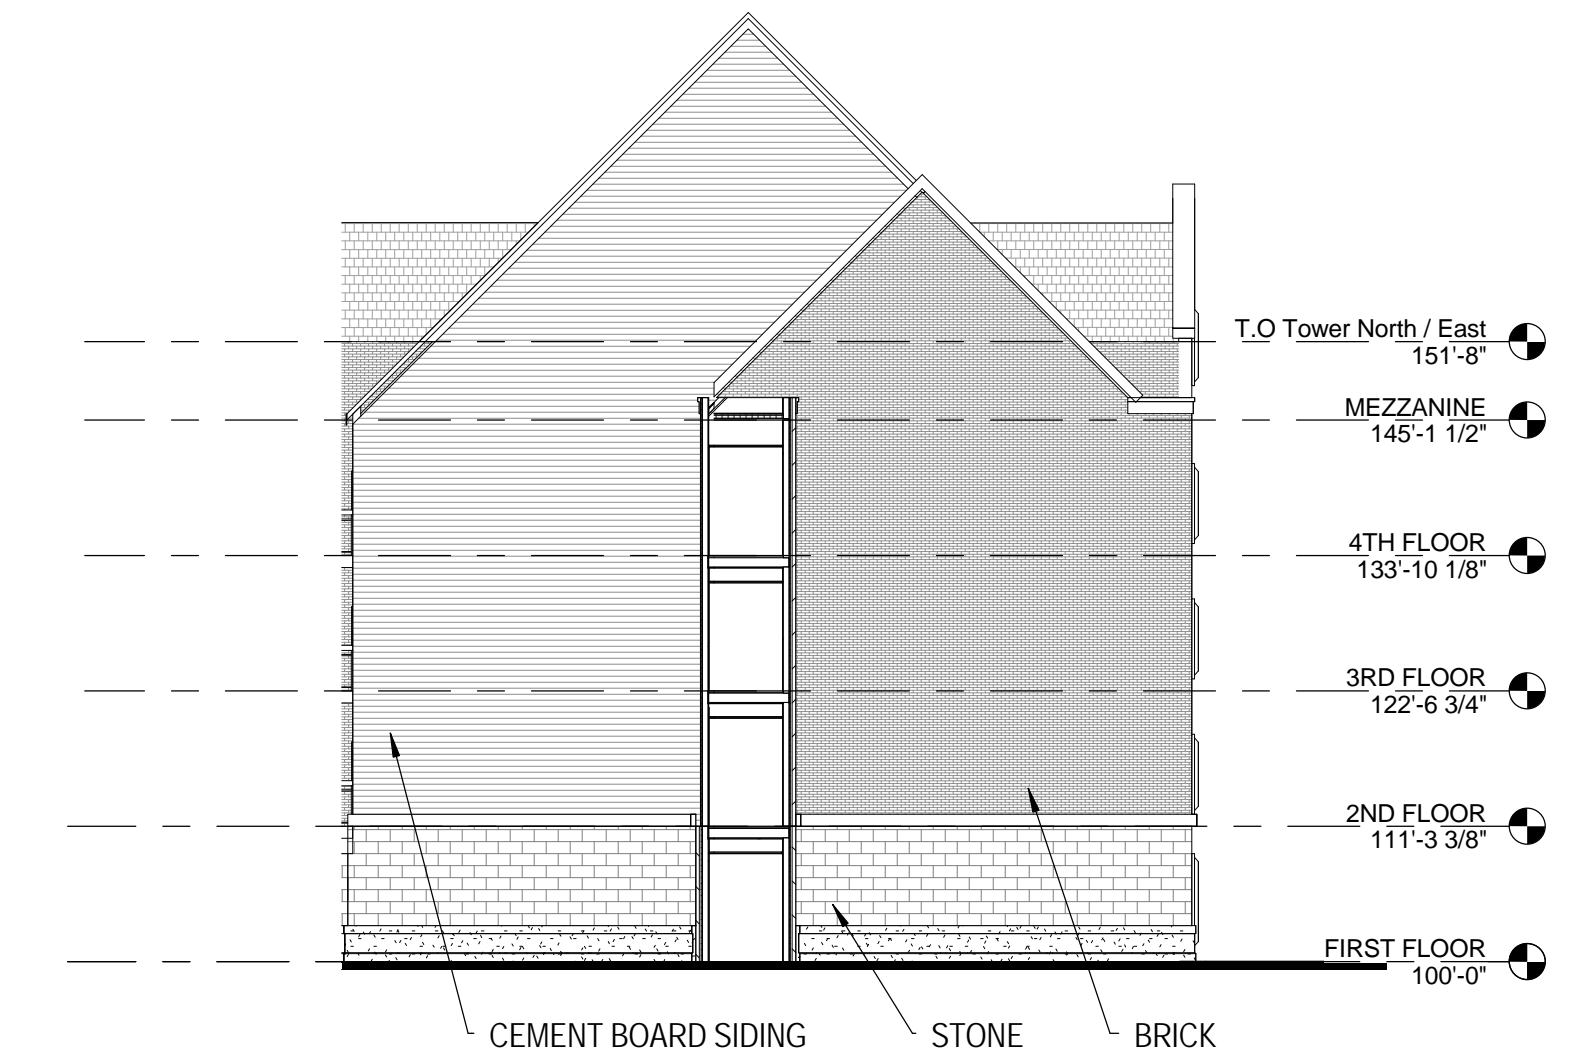 T.O Tower North / East
151'-8"
MEZZANINE
145'-1 1/2"
4TH FLOOR
133'-10 1/8"
3RD FLOOR
122'-6 3/4"
2ND FLOOR
111'-3 3/8"
FIRST FLOOR
100'-0"
CEMENT BOARD SIDING
STONE
BRICK